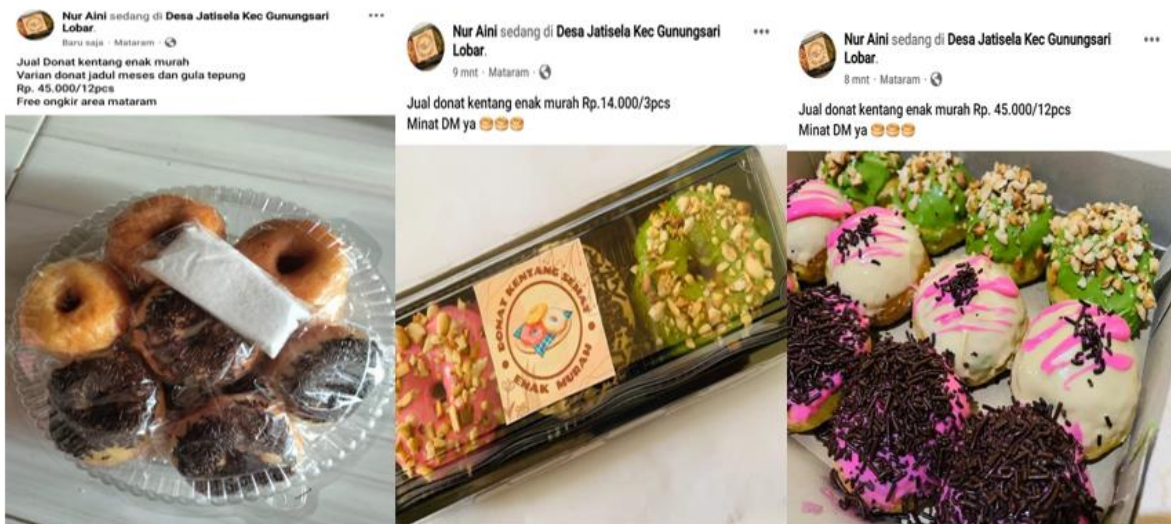 Nur Aini sedang di Desa Jatisela Kec Gunungsari
Lobar.
Baru saja · Mataram ·
Jual Donat kentang enak murah
Varian donat jadul meses dan gula tepung
Rp. 45.000/12pcs
Free ongkir area mataram
Nur Aini sedang di Desa Jatisela Kec Gunungsari
Lobar.
9 mnt · Mataram ·
Jual donat kentang enak murah Rp.14.000/3pcs
Minat DM ya 🥞🥞🥞
DONAT KENTANG SEHAT
ENAK MURAH
Nur Aini sedang di Desa Jatisela Kec Gunungsari
Lobar.
8 mnt · Mataram ·
Jual donat kentang enak murah Rp. 45.000/12pcs
Minat DM ya 🥞🥞🥞